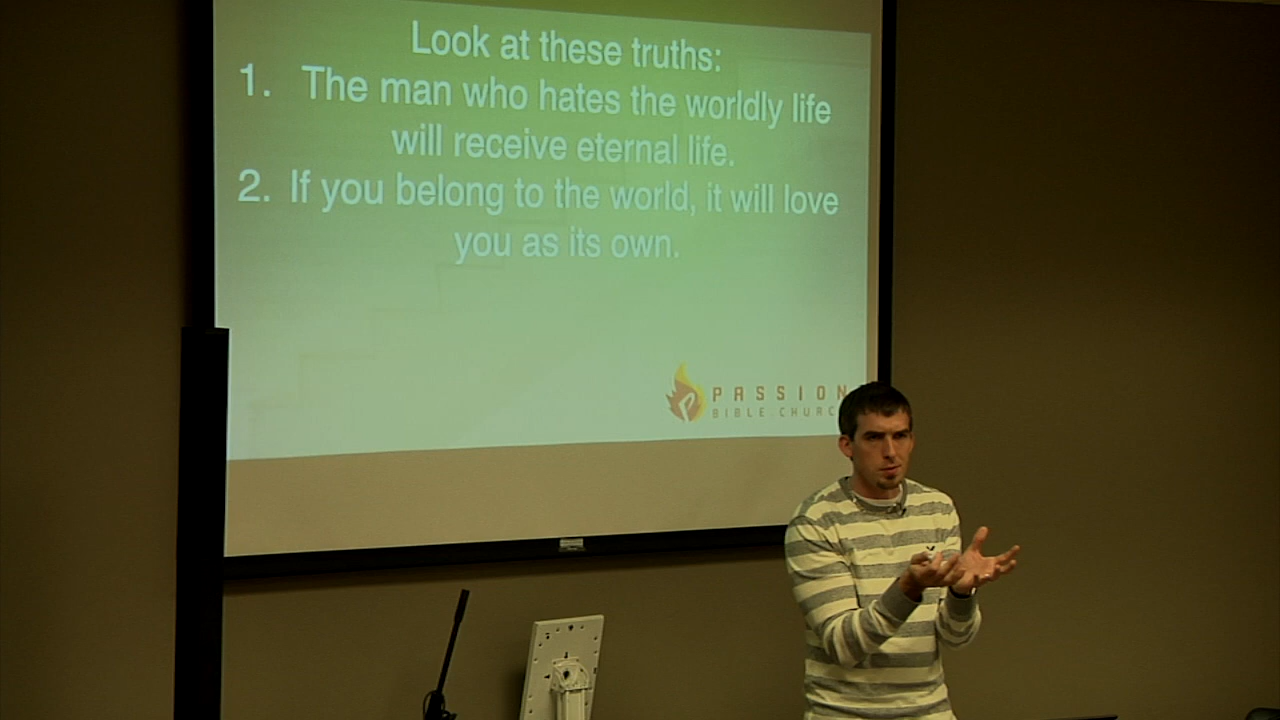 Look at these truths:
1. The man who hates the worldly life
will receive eternal life.
2. If you belong to the world, it will love
you as its own.
PASSION
BIBLE CHURC